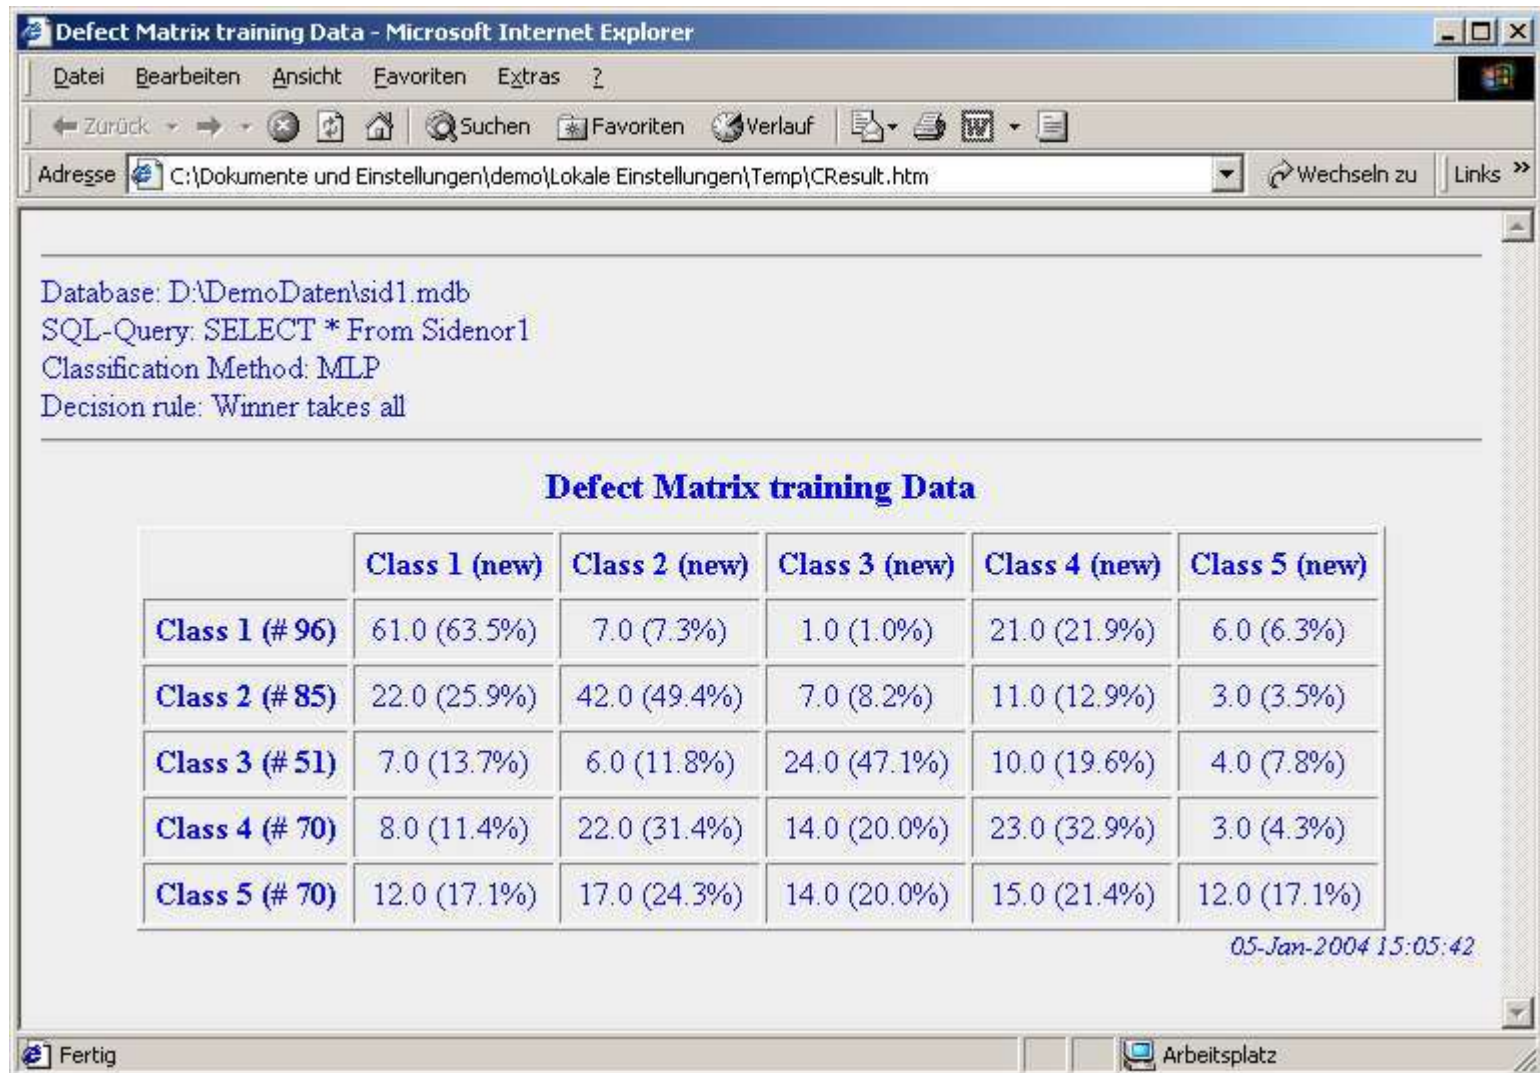 Defect Matrix training Data - Microsoft Internet Explorer
Datei Bearbeiten Ansicht Favoriten Extras ?
Zurück Suchen Favoriten Verlauf
Adresse C:\Dokumente und Einstellungen\demo\Lokale Einstellungen\Temp\CResult.htm Wechseln zu Links »
Database: D:\DemoDaten\sid1.mdb
SQL-Query: SELECT * From Sidenor1
Classification Method: MLP
Decision rule: Winner takes all
Defect Matrix training Data
Class 1 (new) Class 2 (new) Class 3 (new) Class 4 (new) Class 5 (new)
Class 1 (# 96) 61.0 (63.5%) 7.0 (7.3%) 1.0 (1.0%) 21.0 (21.9%) 6.0 (6.3%)
Class 2 (# 85) 22.0 (25.9%) 42.0 (49.4%) 7.0 (8.2%) 11.0 (12.9%) 3.0 (3.5%)
Class 3 (# 51) 7.0 (13.7%) 6.0 (11.8%) 24.0 (47.1%) 10.0 (19.6%) 4.0 (7.8%)
Class 4 (# 70) 8.0 (11.4%) 22.0 (31.4%) 14.0 (20.0%) 23.0 (32.9%) 3.0 (4.3%)
Class 5 (# 70) 12.0 (17.1%) 17.0 (24.3%) 14.0 (20.0%) 15.0 (21.4%) 12.0 (17.1%)
05-Jan-2004 15:05:42
Fertig Arbeitsplatz